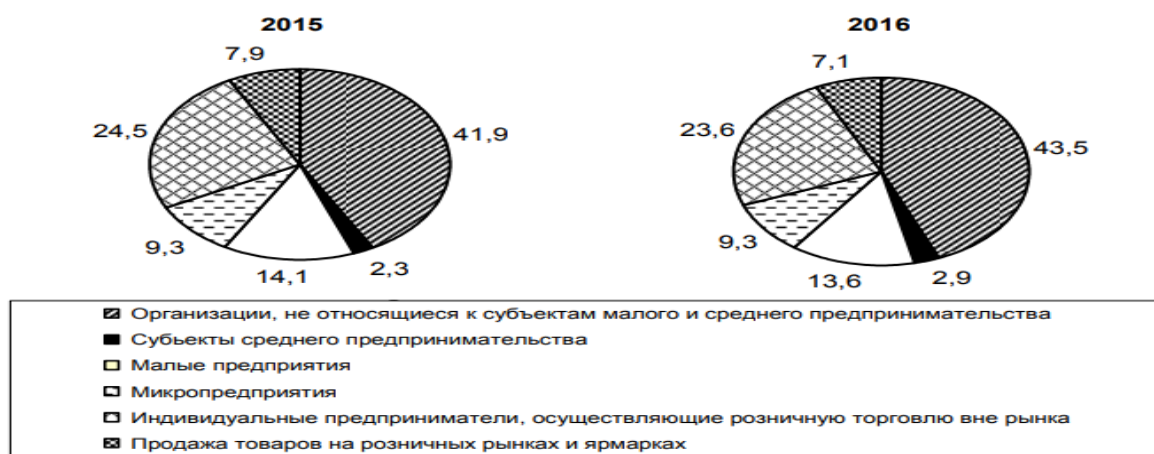 2015
7,9
24,5
41,9
9,3
14,1
2,3
2016
7,1
23,6
43,5
9,3
13,6
2,9
Организации, не относящиеся к субъектам малого и среднего предпринимательства
Субьекты среднего предпринимательства
Малые предприятия
Микропредприятия
Индивидуальные предприниматели, осуществляющие розничную торговлю вне рынка
Продажа товаров на розничных рынках и ярмарках